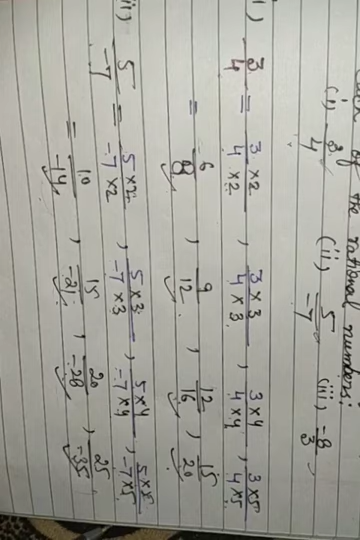 of the rational numbers:
(i) 3/4 (ii) 5/-7 (iii) -8/3
) 3/4 = 3×2/4×2 , 3×3/4×3 , 3×4/4×4 , 3×5/4×5
= 6/8 , 9/12 , 12/16 , 15/20
ii) 5/-7 = 5×2/-7×2 , 5×3/-7×3 , 5×4/-7×4 , 5×5/-7×5
= 10/-14 , 15/-21 , 20/-28 , 25/-35